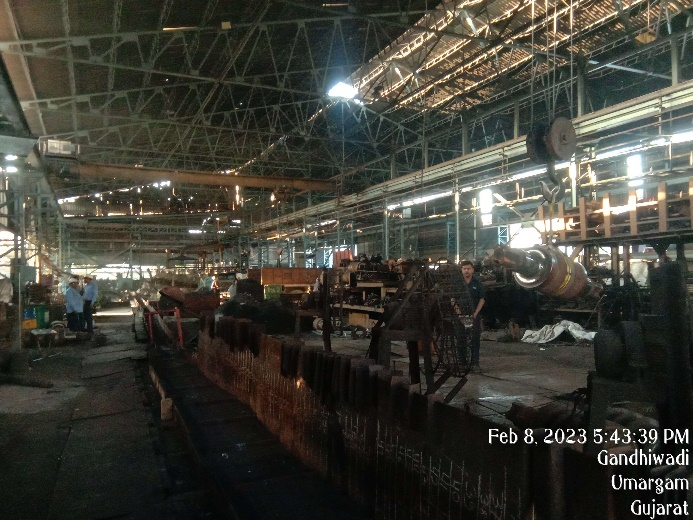 Feb 8, 2023 5:43:39 PM
Gandhiwadi
Umargam
Gujarat